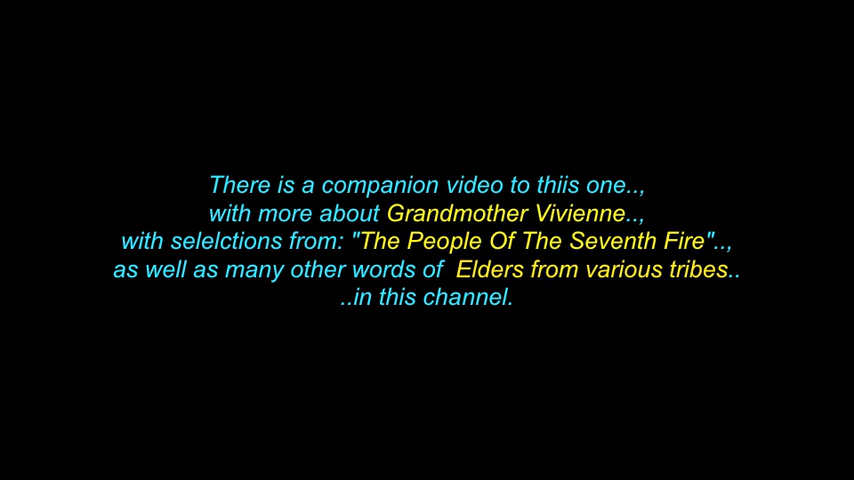 There is a companion video to thiis one..,
with more about Grandmother Vivienne..,
with selelctions from: "The People Of The Seventh Fire"..,
as well as many other words of  Elders from various tribes..
..in this channel.